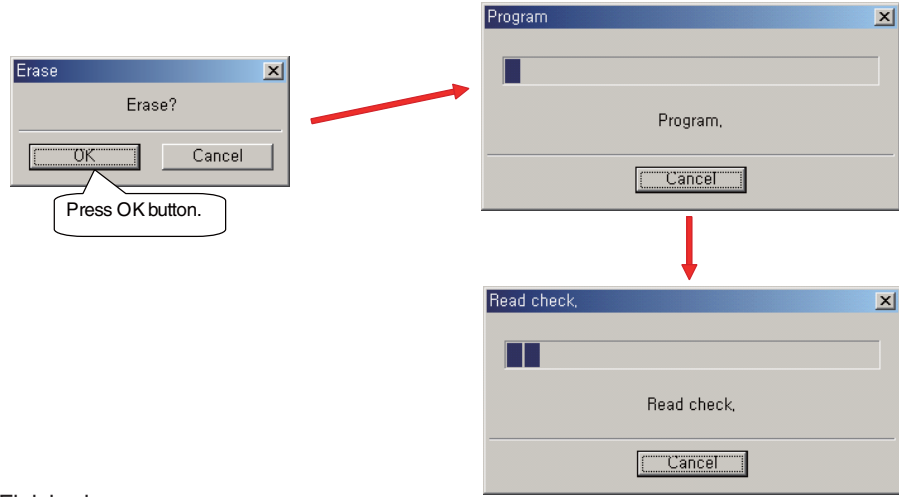 Erase
Erase?
OK
Cancel
Press OK button.
Program
Program,
Cancel
Read check,
Read check,
Cancel